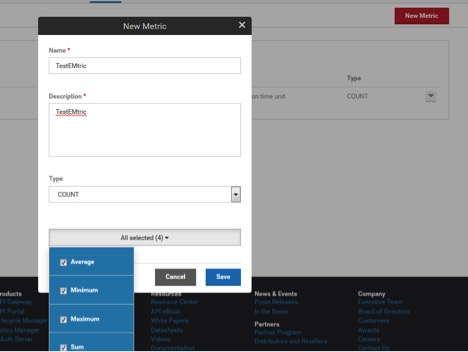 New Metric
New Metric
Name *
TestEMtric
Description *
TestEMtric
on time unit
Type
COUNT
Type
COUNT
All selected (4)
Average
Minimum
Maximum
Sum
Cancel
Save
roducts
PI Gateway
PI Portal
ifecycle Manager
olicy Manager
Auth Server
Resources
Resource Center
API eBook
White Papers
Datasheets
Videos
Documentation
News & Events
Press Releases
In the News
Partners
Partner Program
Distributors and Resellers
Company
Executive Team
Board of Directors
Customers
Awards
Careers
Contact Us